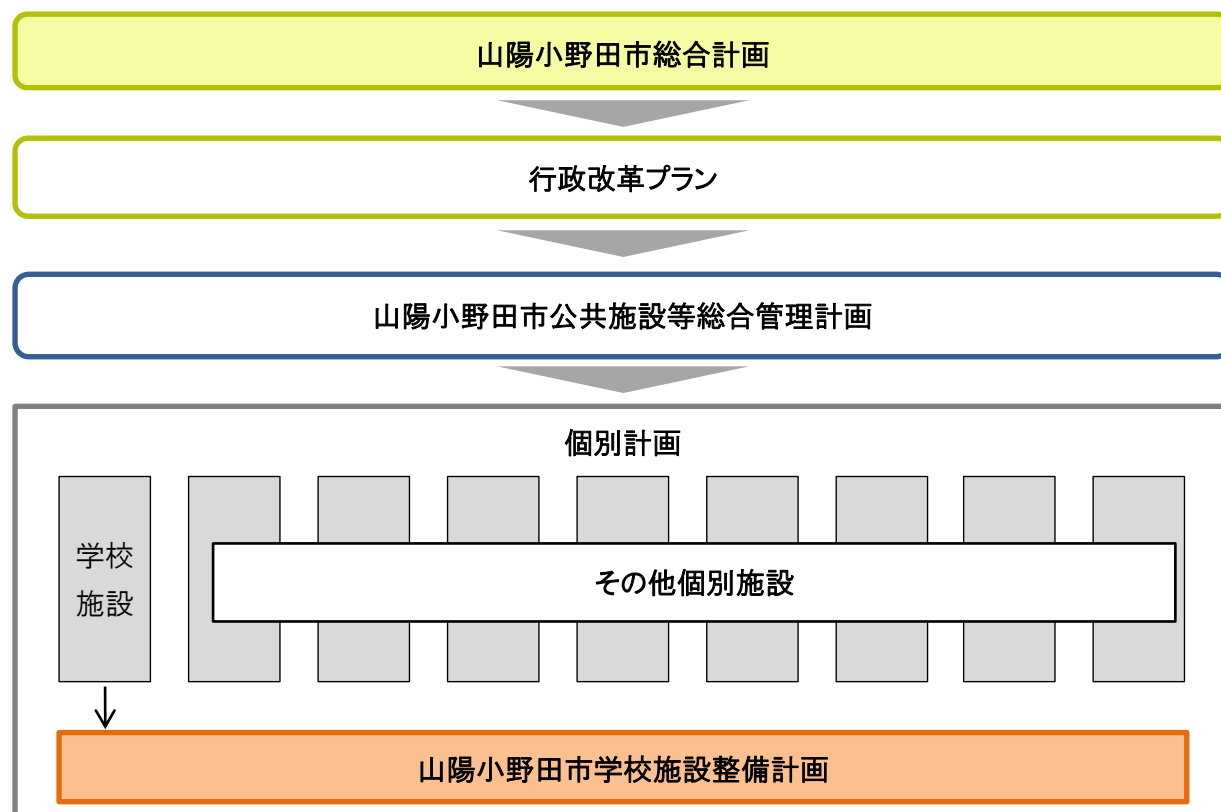 山陽小野田市総合計画
行政改革プラン
山陽小野田市公共施設等総合管理計画
個別計画
学校
施設
その他個別施設
山陽小野田市学校施設整備計画